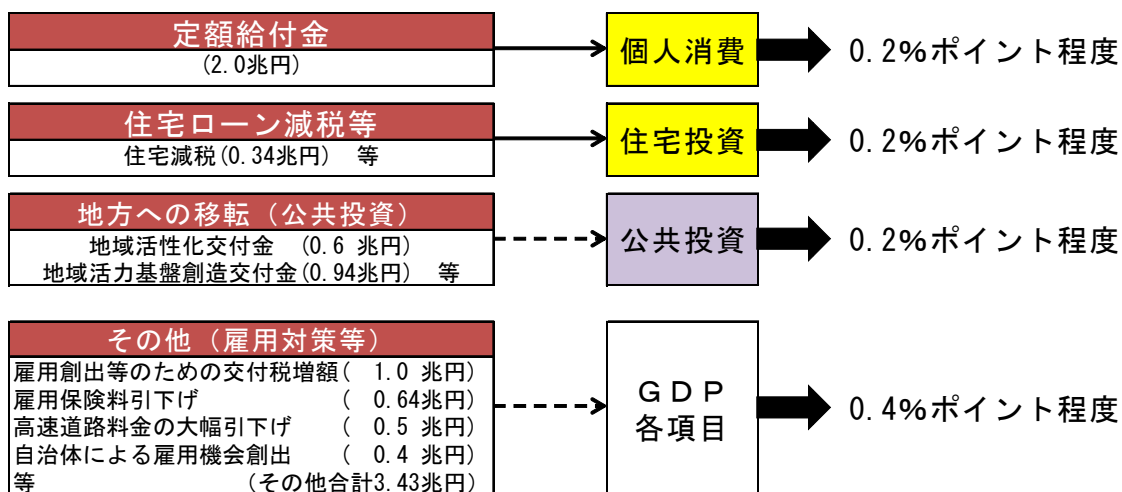 定額給付金
(2.0兆円)
個人消費
0.2%ポイント程度
住宅ローン減税等
住宅減税(0.34兆円) 等
住宅投資
0.2%ポイント程度
地方への移転（公共投資）
地域活性化交付金 (0.6 兆円)
地域活力基盤創造交付金(0.94兆円) 等
公共投資
0.2%ポイント程度
その他（雇用対策等）
雇用創出等のための交付税増額( 1.0 兆円)
雇用保険料引下げ ( 0.64兆円)
高速道路料金の大幅引下げ ( 0.5 兆円)
自治体による雇用機会創出 ( 0.4 兆円)
等 (その他合計3.43兆円)
ＧＤＰ
各項目
0.4%ポイント程度